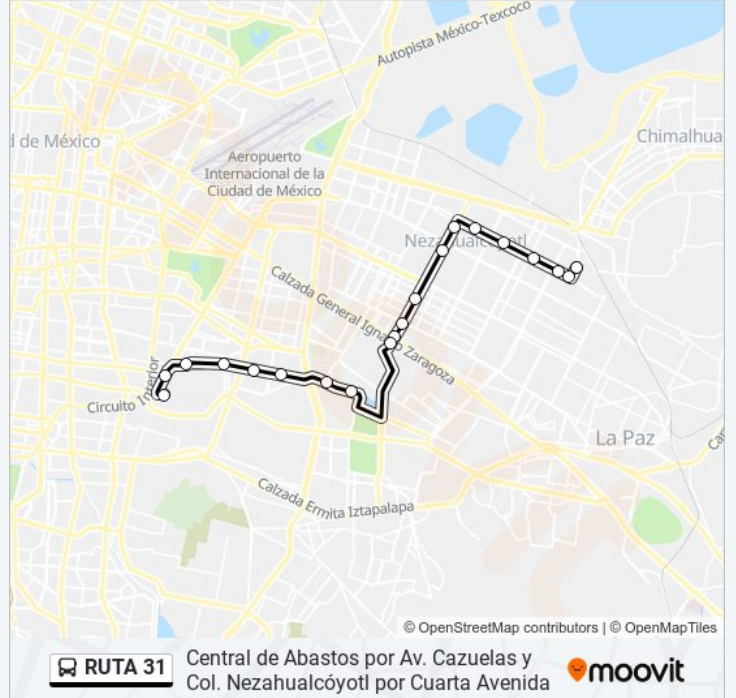 Autopista México-Texcoco
d de México
Chimalhua
Aeropuerto
Internacional de la
Ciudad de México
Nezahualcóyotl
Calzada General Ignacio Zaragoza
Circuito Interior
La Paz
Calzada Ermita Iztapalapa
© OpenStreetMap contributors | © OpenMapTiles
RUTA 31
Central de Abastos por Av. Cazuelas y
Col. Nezahualcóyotl por Cuarta Avenida
moovit